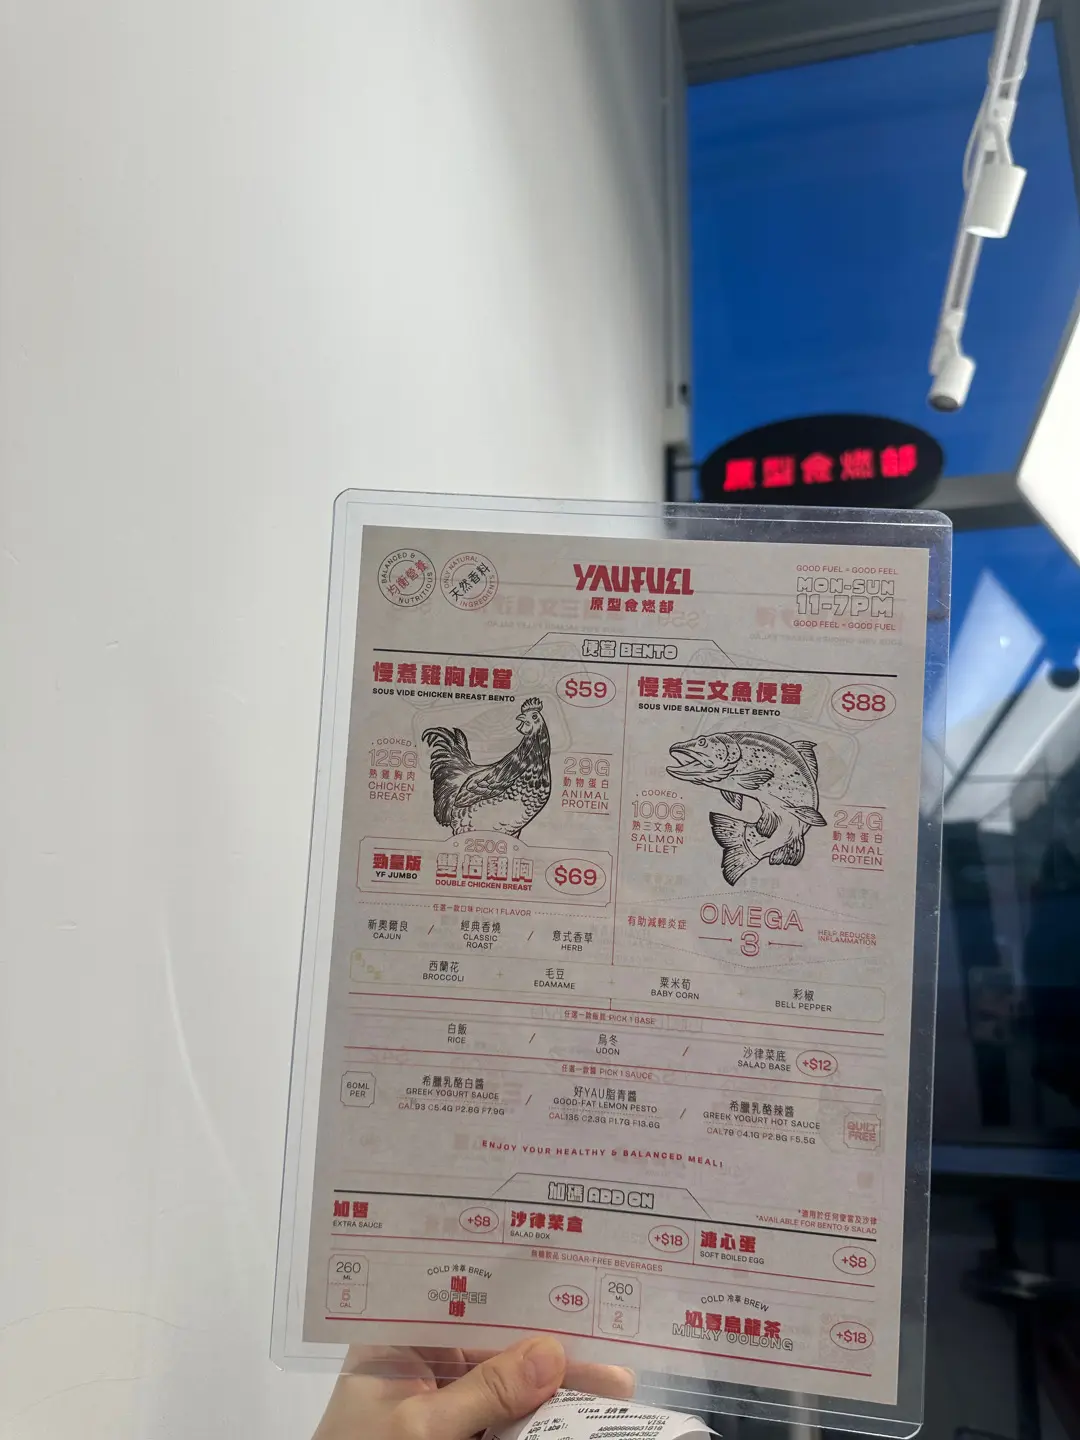 原型食燃部
BALANCED & NUTRITIOUS
均衡營養
ONLY NATURAL INGREDIENTS
天然香料
YAUFUEL
原型食燃部
GOOD FUEL = GOOD FEEL
MON-SUN
11-7PM
GOOD FEEL = GOOD FUEL
便當 BENTO
慢煮雞胸便當
SOUS VIDE CHICKEN BREAST BENTO
$59
COOKED
125G
熟雞胸肉
CHICKEN
BREAST
29G
動物蛋白
ANIMAL
PROTEIN
勁量版
YF JUMBO
250G
雙倍雞胸
DOUBLE CHICKEN BREAST
$69
慢煮三文魚便當
SOUS VIDE SALMON FILLET BENTO
$88
COOKED
100G
熟三文魚柳
SALMON
FILLET
24G
動物蛋白
ANIMAL
PROTEIN
有助減輕炎症
OMEGA
3
HELP REDUCES
INFLAMMATION
任選一款口味 PICK 1 FLAVOR
新奧爾良 / 經典香燒 / 意式香草
CAJUN CLASSIC ROAST HERB
西蘭花 + 毛豆 + 粟米筍 + 彩椒
BROCCOLI EDAMAME BABY CORN BELL PEPPER
PICK 1 BASE
白飯 / 烏冬 / 沙律菜底 +$12
RICE UDON SALAD BASE
任選一款醬 PICK 1 SAUCE
60ML
PER
希臘乳酪白醬 / 好YAU脂青醬 / 希臘乳酪辣醬
GREEK YOGURT SAUCE GOOD-FAT LEMON PESTO GREEK YOGURT HOT SAUCE
CAL93 C5.4G P2.8G F7.9G CAL135 C2.3G P1.7G F13.6G CAL79 C4.1G P2.8G F5.5G
GUILT
FREE
ENJOY YOUR HEALTHY & BALANCED MEAL!
加碼 ADD ON
*適用於任何便當及沙律
*AVAILABLE FOR BENTO & SALAD
加醬
EXTRA SAUCE
+$8
沙律菜盒
SALAD BOX
+$18
溏心蛋
SOFT BOILED EGG
+$8
無糖飲品 SUGAR-FREE BEVERAGES
260
ML
5
CAL
COLD 冷萃 BREW
咖啡
COFFEE
+$18
260
ML
2
CAL
COLD 冷萃 BREW
奶香烏龍茶
MILKY OOLONG
+$18
Visa 銷售
Card No:
VISA
APP Label:
AID: